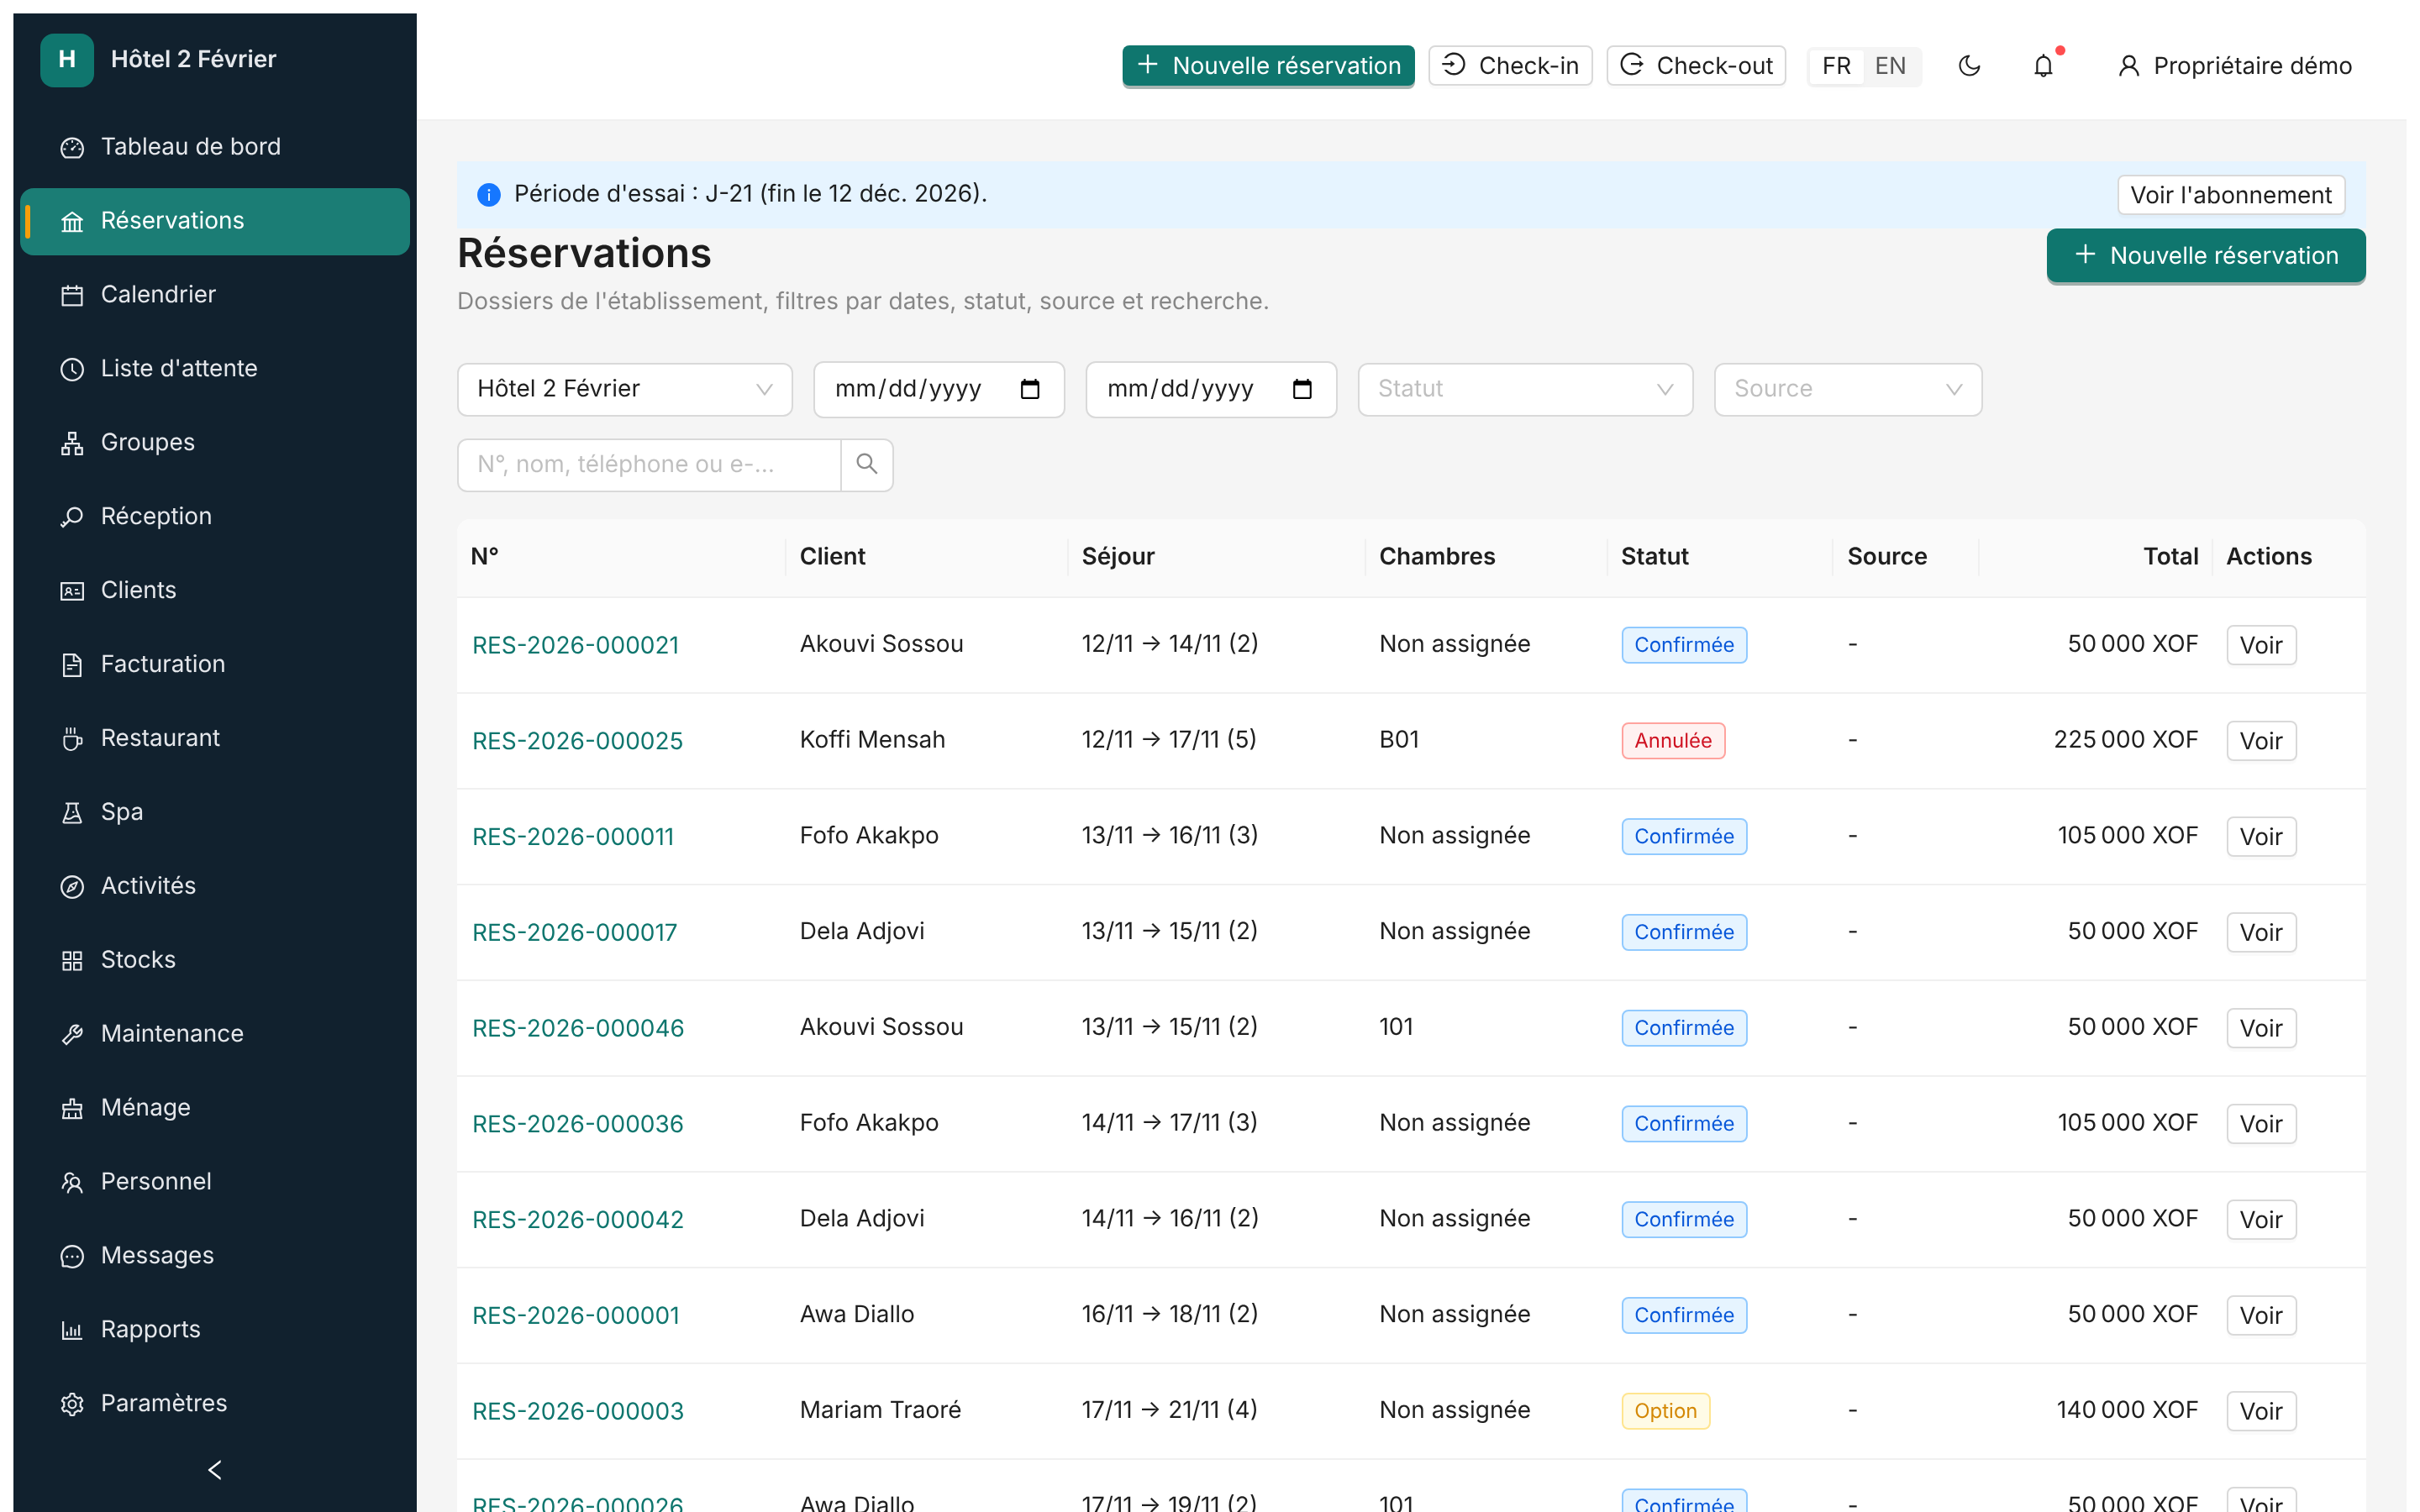 H Hôtel 2 Février
Tableau de bord
Réservations
Calendrier
Liste d'attente
Groupes
Réception
Clients
Facturation
Restaurant
Spa
Activités
Stocks
Maintenance
Ménage
Personnel
Messages
Rapports
Paramètres
+ Nouvelle réservation Check-in Check-out FR EN Propriétaire démo
Période d'essai : J-21 (fin le 12 déc. 2026). Voir l'abonnement
Réservations + Nouvelle réservation
Dossiers de l'établissement, filtres par dates, statut, source et recherche.
Hôtel 2 Février mm/dd/yyyy mm/dd/yyyy Statut Source
N°, nom, téléphone ou e-...
N° Client Séjour Chambres Statut Source Total Actions
RES-2026-000021 Akouvi Sossou 12/11 → 14/11 (2) Non assignée Confirmée - 50 000 XOF Voir
RES-2026-000025 Koffi Mensah 12/11 → 17/11 (5) B01 Annulée - 225 000 XOF Voir
RES-2026-000011 Fofo Akakpo 13/11 → 16/11 (3) Non assignée Confirmée - 105 000 XOF Voir
RES-2026-000017 Dela Adjovi 13/11 → 15/11 (2) Non assignée Confirmée - 50 000 XOF Voir
RES-2026-000046 Akouvi Sossou 13/11 → 15/11 (2) 101 Confirmée - 50 000 XOF Voir
RES-2026-000036 Fofo Akakpo 14/11 → 17/11 (3) Non assignée Confirmée - 105 000 XOF Voir
RES-2026-000042 Dela Adjovi 14/11 → 16/11 (2) Non assignée Confirmée - 50 000 XOF Voir
RES-2026-000001 Awa Diallo 16/11 → 18/11 (2) Non assignée Confirmée - 50 000 XOF Voir
RES-2026-000003 Mariam Traoré 17/11 → 21/11 (4) Non assignée Option - 140 000 XOF Voir
RES-2026-000026 Awa Diallo 17/11 → 19/11 (2) 101 Confirmée - 50 000 XOF Voir